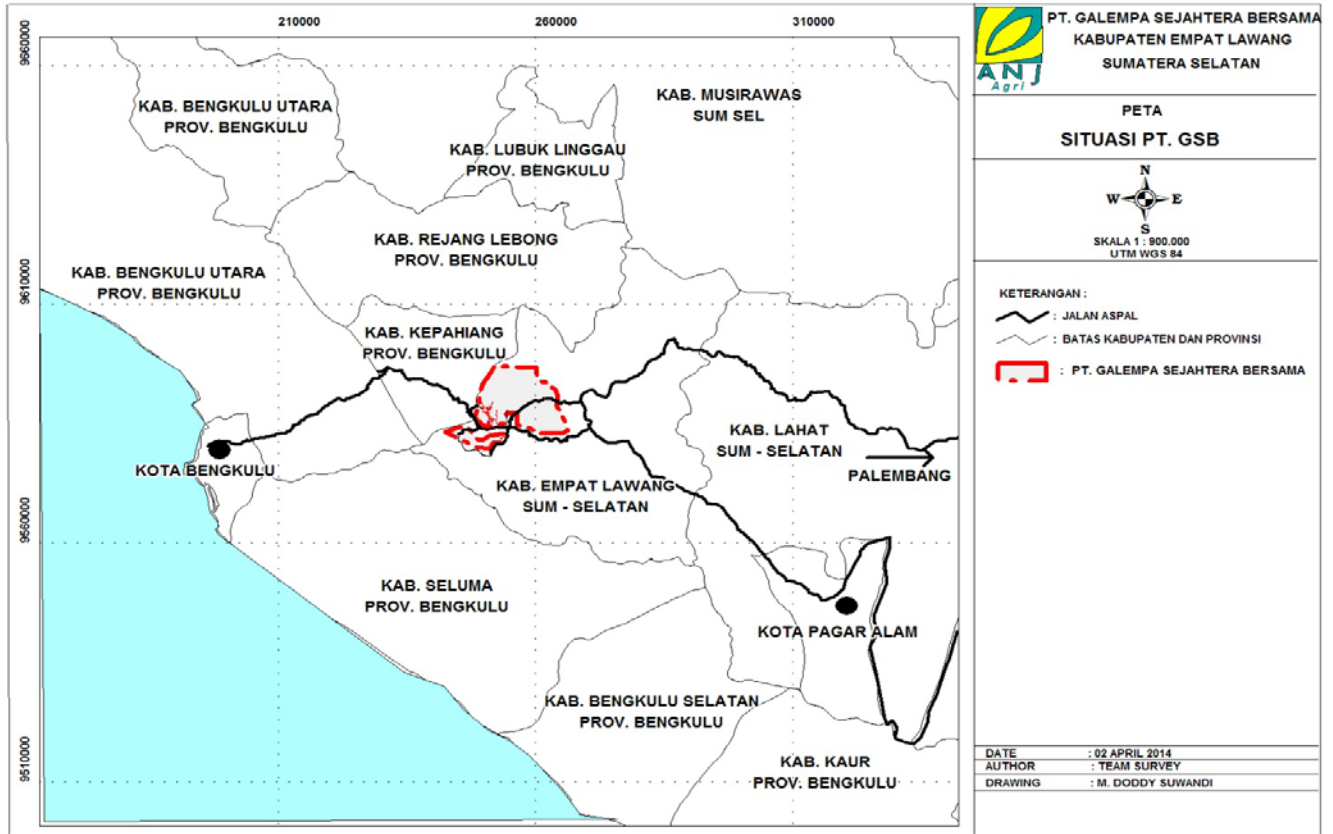 210000
260000
310000
9660000
9610000
9560000
9510000
KAB. BENGKULU UTARA
PROV. BENGKULU
KAB. MUSIRAWAS
SUM SEL
KAB. LUBUK LINGGAU
PROV. BENGKULU
KAB. REJANG LEBONG
PROV. BENGKULU
KAB. BENGKULU UTARA
PROV. BENGKULU
KAB. KEPAHIANG
PROV. BENGKULU
KAB. LAHAT
SUM - SELATAN
KOTA BENGKULU
PALEMBANG
KAB. EMPAT LAWANG
SUM - SELATAN
KAB. SELUMA
PROV. BENGKULU
KOTA PAGAR ALAM
KAB. BENGKULU SELATAN
PROV. BENGKULU
KAB. KAUR
PROV. BENGKULU
ANJ
Agri
PT. GALEMPA SEJAHTERA BERSAMA
KABUPATEN EMPAT LAWANG
SUMATERA SELATAN
PETA
SITUASI PT. GSB
N
W E
S
SKALA 1 : 900.000
UTM WGS 84
KETERANGAN :
: JALAN ASPAL
: BATAS KABUPATEN DAN PROVINSI
: PT. GALEMPA SEJAHTERA BERSAMA
DATE : 02 APRIL 2014
AUTHOR : TEAM SURVEY
DRAWING : M. DODDY SUWANDI